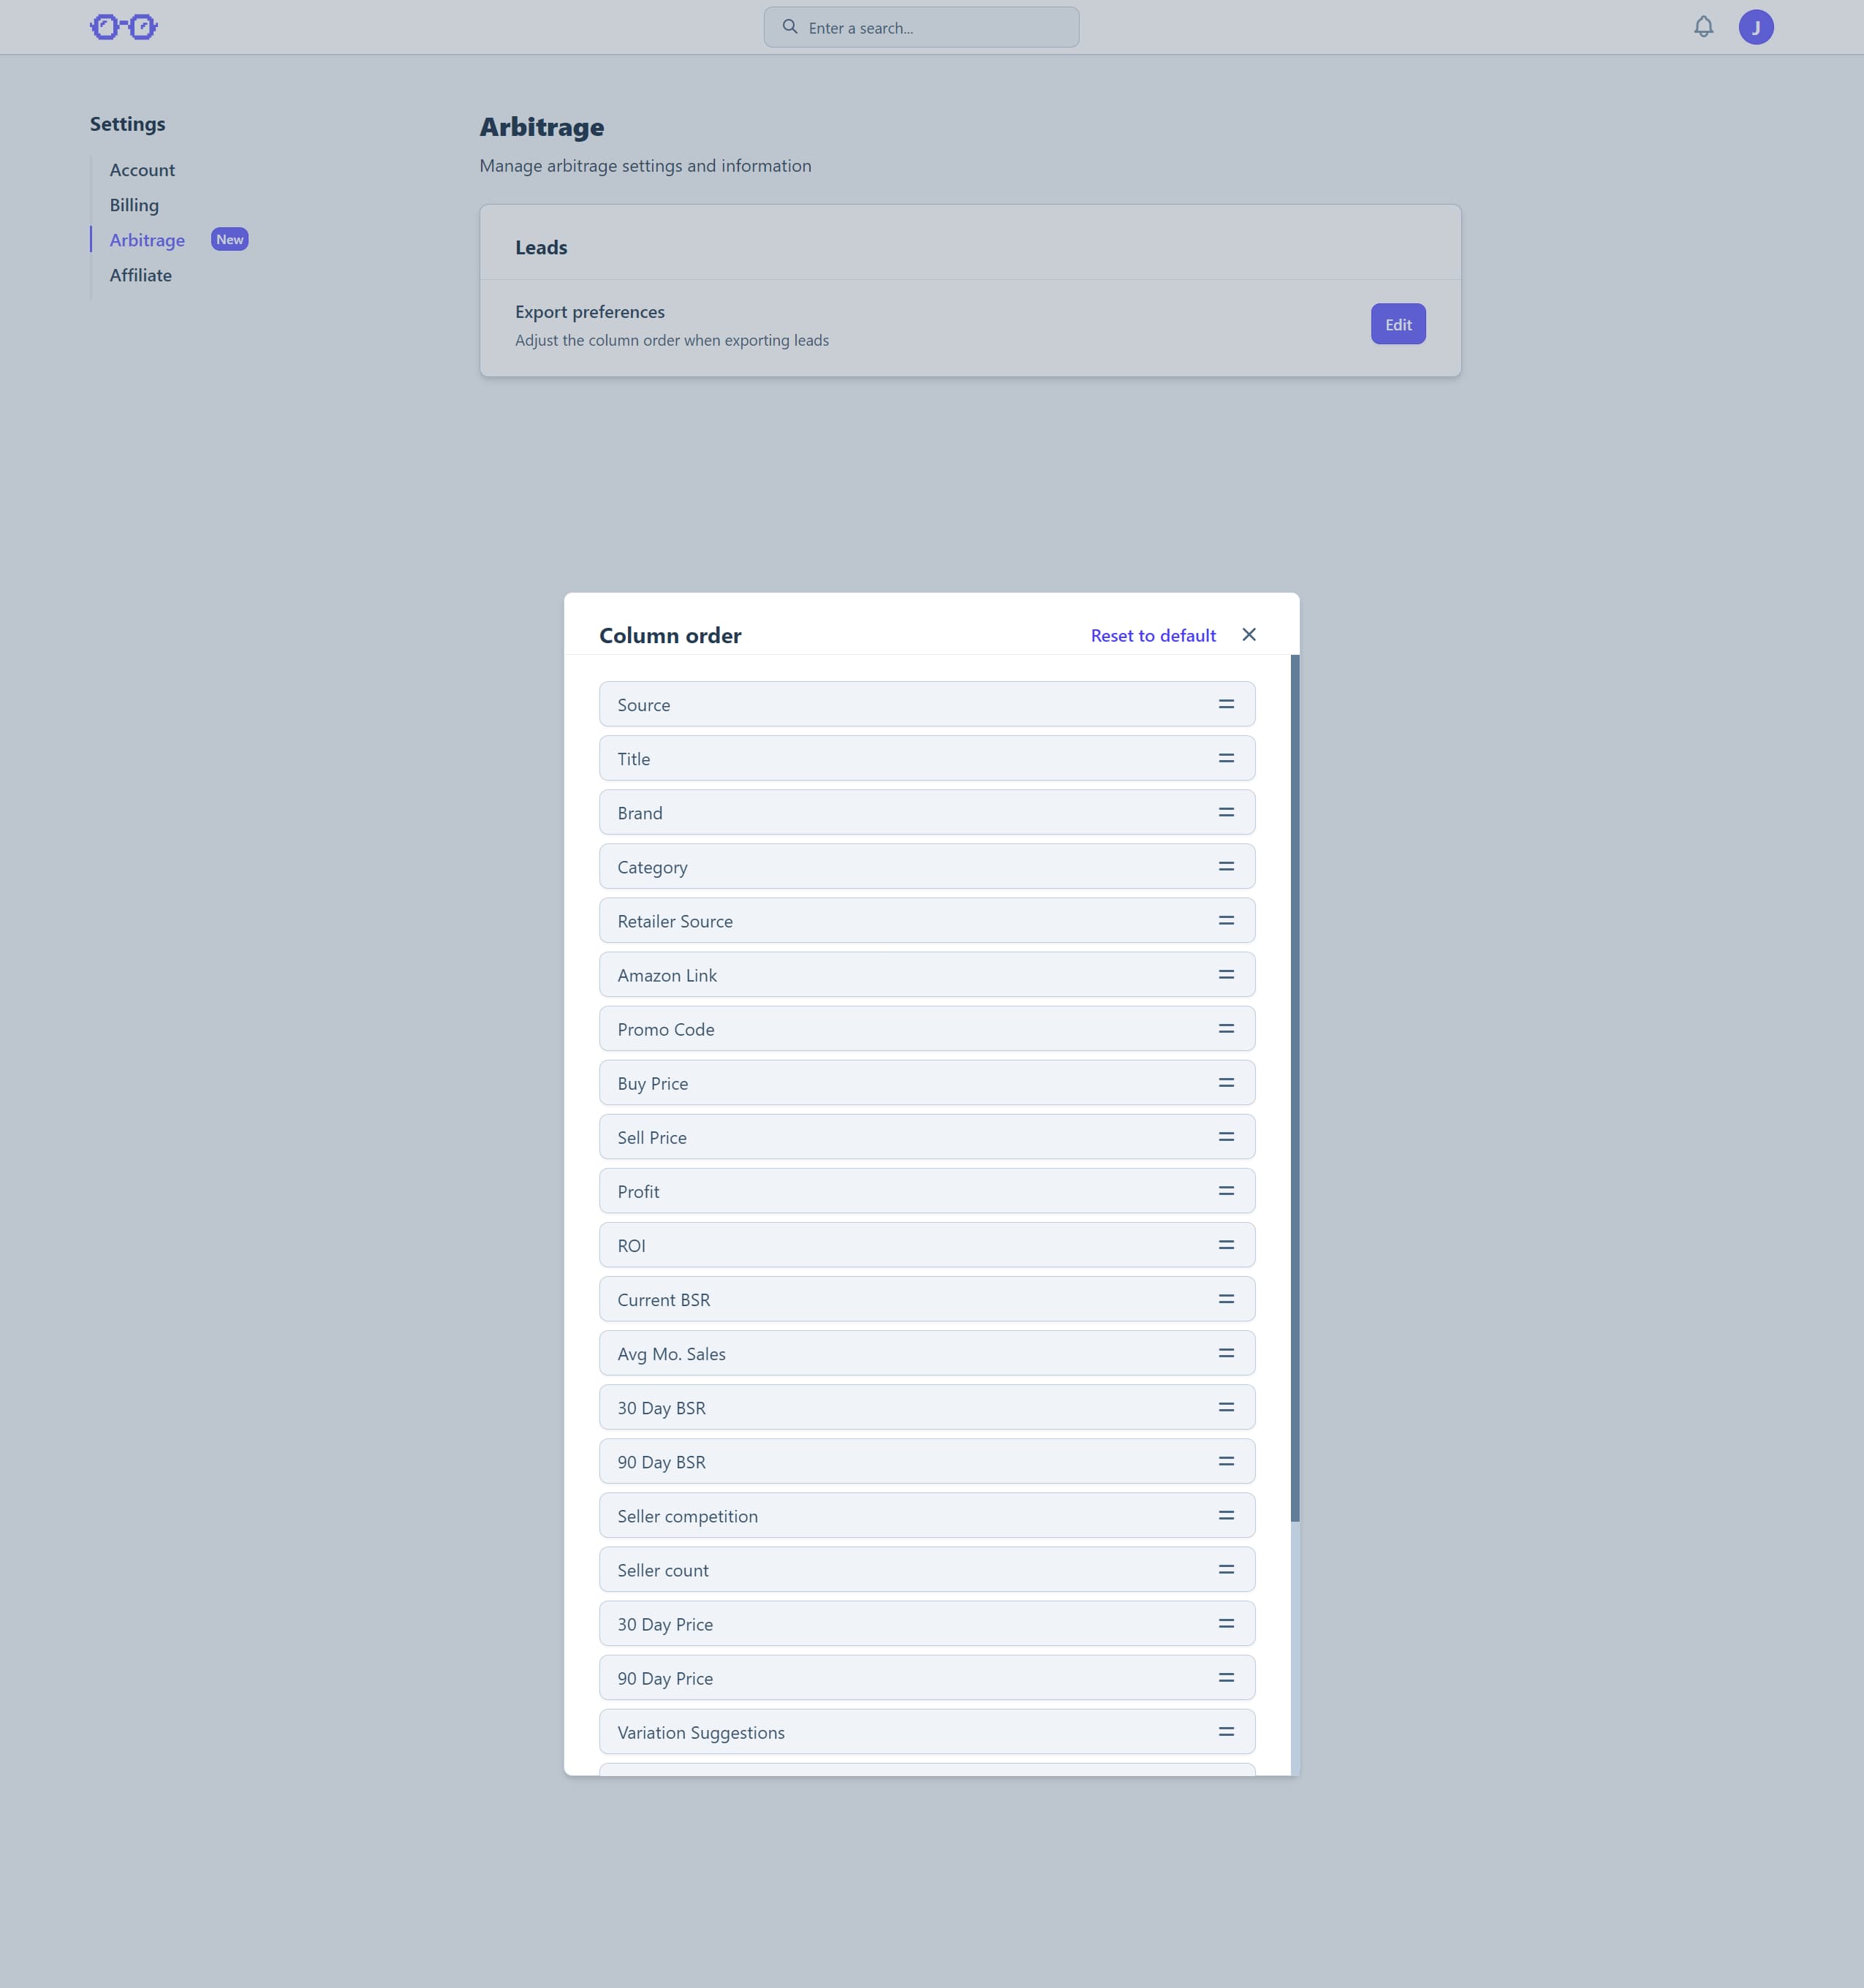 Enter a search...
J
Settings
Account
Billing
Arbitrage New
Affiliate
Arbitrage
Manage arbitrage settings and information
Leads
Export preferences
Adjust the column order when exporting leads
Edit
Column order
Reset to default
Source
Title
Brand
Category
Retailer Source
Amazon Link
Promo Code
Buy Price
Sell Price
Profit
ROI
Current BSR
Avg Mo. Sales
30 Day BSR
90 Day BSR
Seller competition
Seller count
30 Day Price
90 Day Price
Variation Suggestions